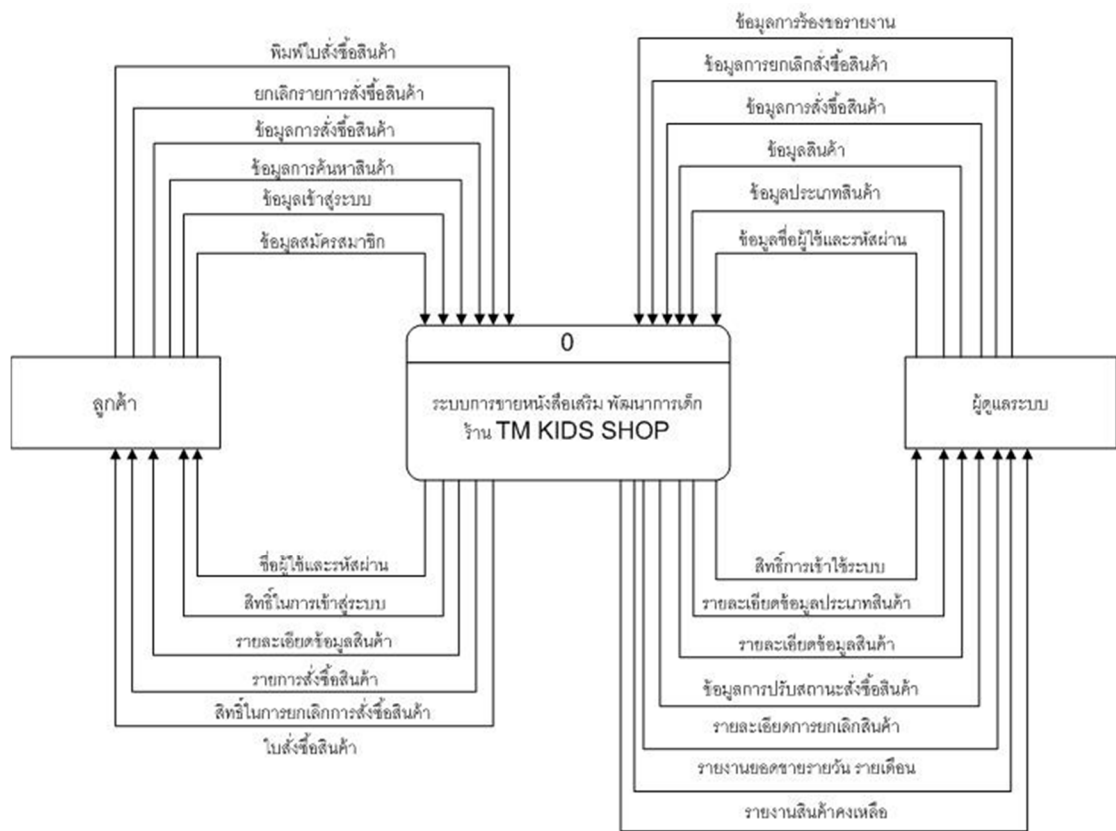 พิมพ์ใบสั่งซื้อสินค้า
ยกเลิกรายการสั่งซื้อสินค้า
ข้อมูลการสั่งซื้อสินค้า
ข้อมูลการค้นหาสินค้า
ข้อมูลเข้าสู่ระบบ
ข้อมูลสมัครสมาชิก
ข้อมูลการร้องขอรายงาน
ข้อมูลการยกเลิกสั่งซื้อสินค้า
ข้อมูลการสั่งซื้อสินค้า
ข้อมูลสินค้า
ข้อมูลประเภทสินค้า
ข้อมูลชื่อผู้ใช้และรหัสผ่าน
ลูกค้า
0
ระบบการขายหนังสือเสริม พัฒนาการเด็ก
ร้าน TM KIDS SHOP
ผู้ดูแลระบบ
ชื่อผู้ใช้และรหัสผ่าน
สิทธิ์ในการเข้าสู่ระบบ
รายละเอียดข้อมูลสินค้า
รายการสั่งซื้อสินค้า
สิทธิ์ในการยกเลิกการสั่งซื้อสินค้า
ใบสั่งซื้อสินค้า
สิทธิ์การเข้าใช้ระบบ
รายละเอียดข้อมูลประเภทสินค้า
รายละเอียดข้อมูลสินค้า
ข้อมูลการปรับสถานะสั่งซื้อสินค้า
รายละเอียดการยกเลิกสินค้า
รายงานยอดขายรายวัน รายเดือน
รายงานสินค้าคงเหลือ